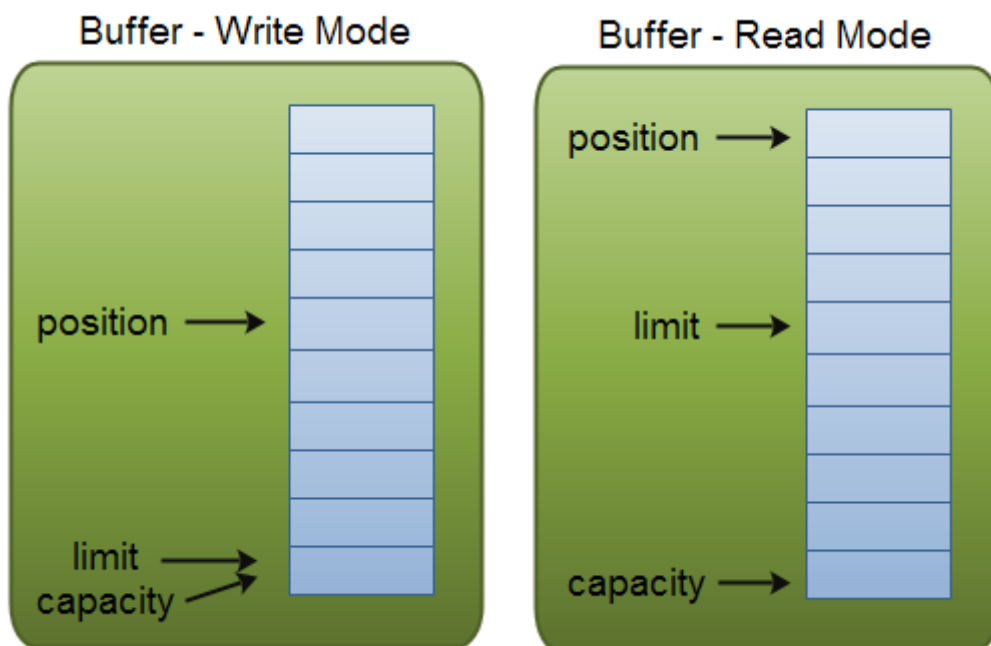 Buffer - Write Mode
position
limit
capacity
Buffer - Read Mode
position
limit
capacity